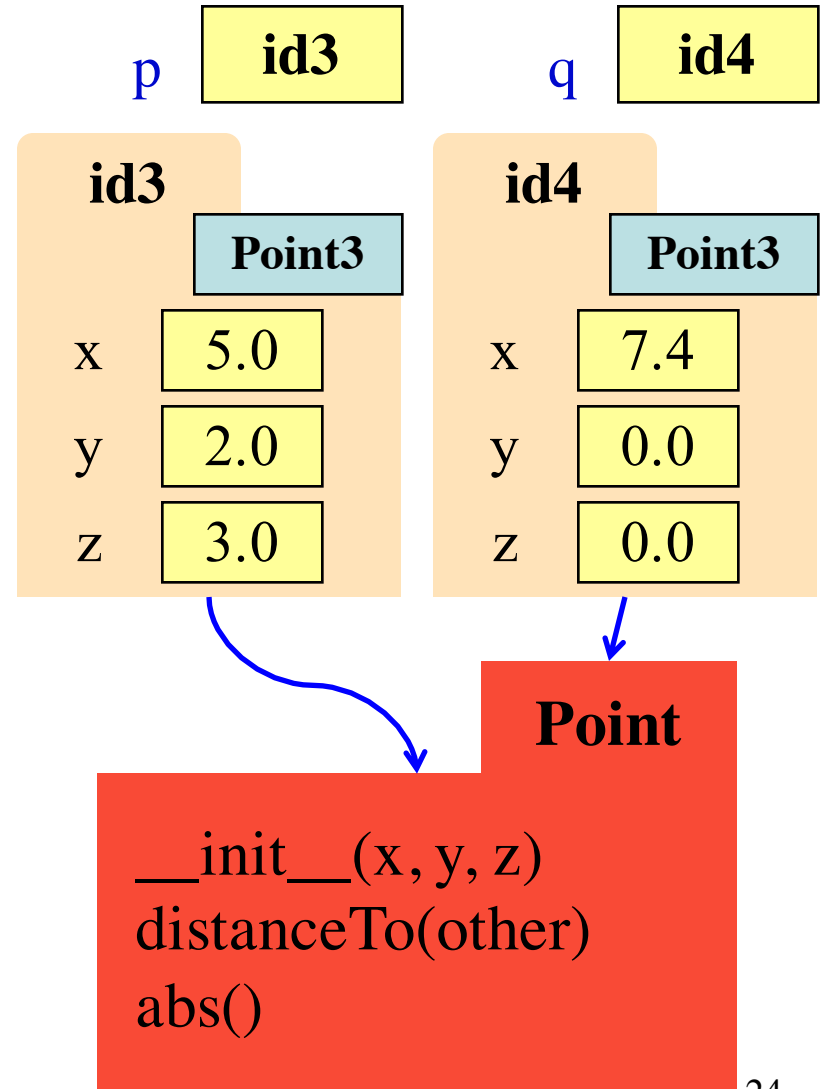 p id3 q id4
id3 id4
Point3 Point3
x 5.0 x 7.4
y 2.0 y 0.0
z 3.0 z 0.0
Point
__init__(x, y, z)
distanceTo(other)
abs()
24